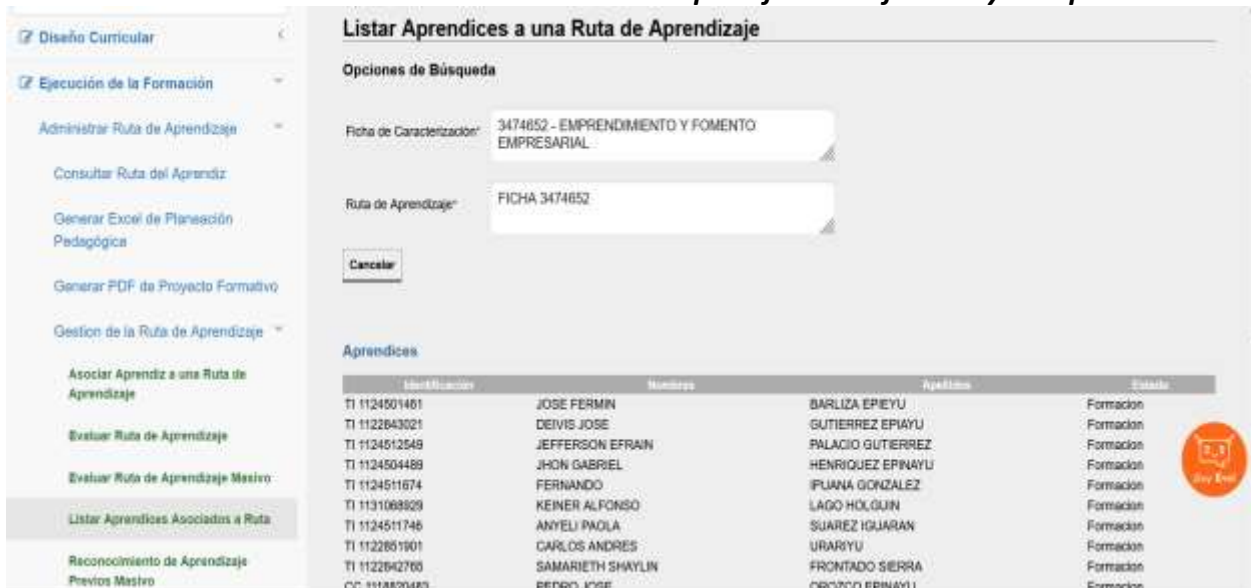 Diseño Curricular
Ejecución de la Formación
Administrar Ruta de Aprendizaje
Consultar Ruta del Aprendiz
Generar Excel de Planeación
Pedagógica
Generar PDF de Proyecto Formativo
Gestion de la Ruta de Aprendizaje
Asociar Aprendiz a una Ruta de
Aprendizaje
Evaluar Ruta de Aprendizaje
Evaluar Ruta de Aprendizaje Masivo
Listar Aprendices Asociados a Ruta
Reconocimiento de Aprendizaje
Previos Masivo
Listar Aprendices a una Ruta de Aprendizaje
Opciones de Búsqueda
Ficha de Caracterización*
3474652 - EMPRENDIMIENTO Y FOMENTO
EMPRESARIAL
Ruta de Aprendizaje*
FICHA 3474652
Cancelar
Aprendices
Identificación Nombres Apellidos Estado
TI 1124501461 JOSE FERMIN BARLIZA EPIEYU Formacion
TI 1122843021 DEIVIS JOSE GUTIERREZ EPIAYU Formacion
TI 1124512549 JEFFERSON EFRAIN PALACIO GUTIERREZ Formacion
TI 1124504489 JHON GABRIEL HENRIQUEZ EPINAYU Formacion
TI 1124511674 FERNANDO IPUANA GONZALEZ Formacion
TI 1131068929 KEINER ALFONSO LAGO HOLGUIN Formacion
TI 1124511746 ANYELI PAOLA SUAREZ IGUARAN Formacion
TI 1122851901 CARLOS ANDRES URARIYU Formacion
TI 1122842768 SAMARIETH SHAYLIN FRONTADO SIERRA Formacion
CC 1118820483 PEDRO JOSE OROZCO EPINAYU Formacion